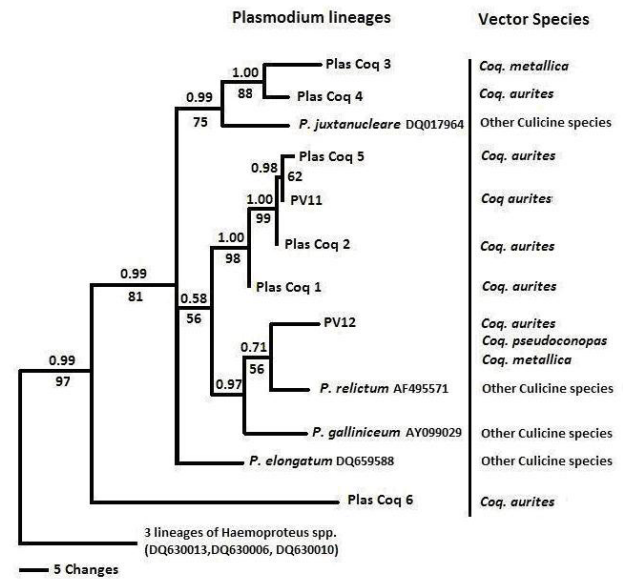 Plasmodium lineages Vector Species
1.00 Plas Coq 3 Coq. metallica
0.99 88 Plas Coq 4 Coq. aurites
75 P. juxtanucleare DQ017964 Other Culicine species
0.98 Plas Coq 5 Coq. aurites
62
1.00 PV11 Coq aurites
99
1.00 Plas Coq 2 Coq. aurites
98
0.99 Plas Coq 1 Coq. aurites
81 0.58
56 PV12 Coq. aurites
Coq. pseudoconopas
0.71 Coq. metallica
0.99 56
97 0.97 P. relictum AF495571 Other Culicine species
P. galliniceum AY099029 Other Culicine species
P. elongatum DQ659588 Other Culicine species
Plas Coq 6 Coq. aurites
3 lineages of Haemoproteus spp.
(DQ630013,DQ630006, DQ630010)
5 Changes